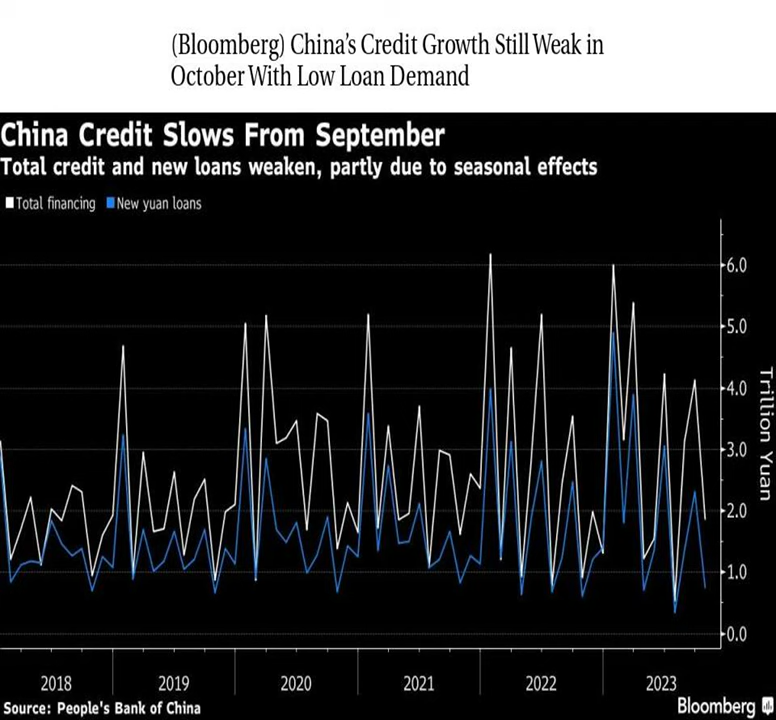 (Bloomberg) China's Credit Growth Still Weak in
October With Low Loan Demand
China Credit Slows From September
Total credit and new loans weaken, partly due to seasonal effects
Total financing New yuan loans
6.0
5.0
4.0
3.0
2.0
1.0
0.0
Trillion Yuan
2018 2019 2020 2021 2022 2023
Source: People's Bank of China
Bloomberg